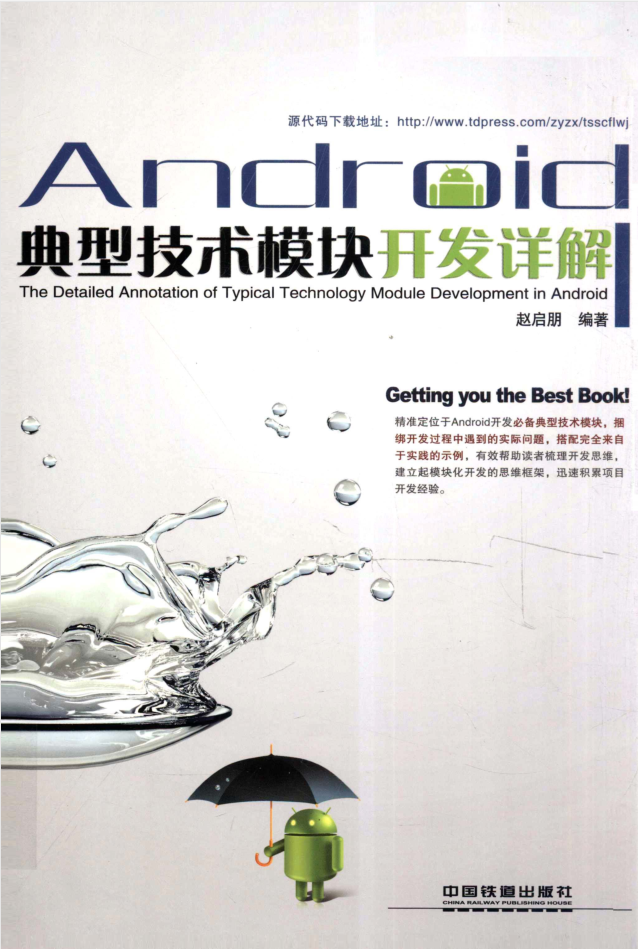 源代码下载地址：http://www.tdpress.com/zyzx/tsscflwj
Android
典型技术模块开发详解
The Detailed Annotation of Typical Technology Module Development in Android
赵启朋 编著
Getting you the Best Book!
精准定位于Android开发必备典型技术模块，捆
绑开发过程中遇到的实际问题，搭配完全来自
于实践的示例，有效帮助读者梳理开发思维，
建立起模块化开发的思维框架，迅速积累项目
开发经验。
中国铁道出版社
CHINA RAILWAY PUBLISHING HOUSE